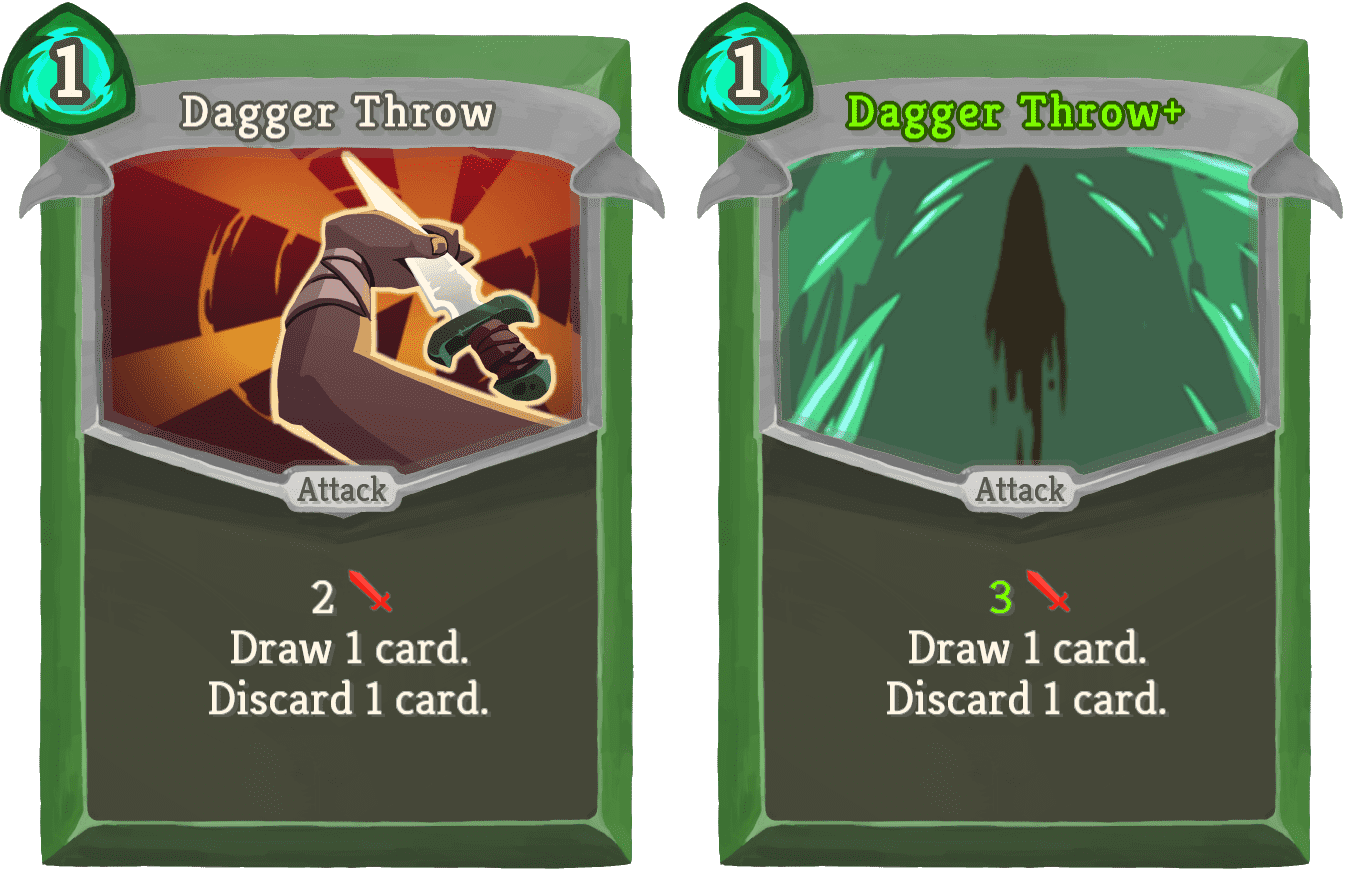 1
Dagger Throw
Attack
2
Draw 1 card.
Discard 1 card.
1
Dagger Throw+
Attack
3
Draw 1 card.
Discard 1 card.